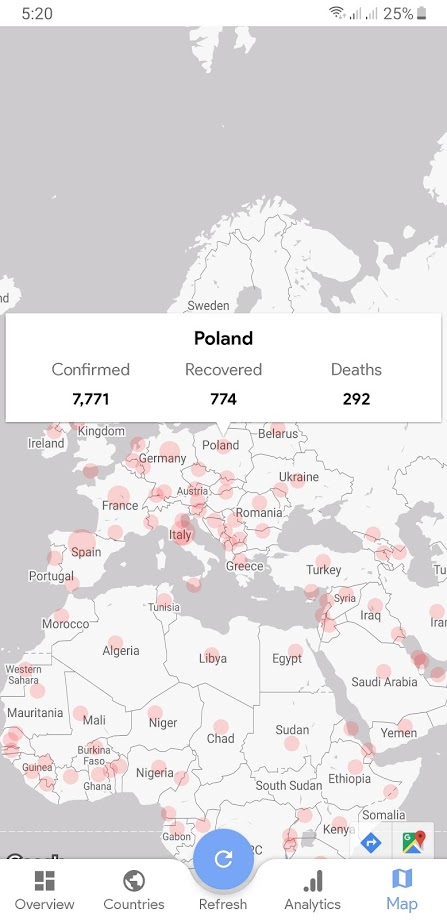 5:20
25%
nd
Sweden
Poland
Confirmed Recovered Deaths
7,771 774 292
Kingdom
Ireland
Belarus
Poland
Germany
Ukraine
Austria
France
Romania
Italy
Spain
Greece
Portugal
Turkey
Tunisia
Syria
Morocco
Iraq
Iran
Algeria
Libya
Egypt
Western
Sahara
Saudi Arabia
Mauritania
Mali
Niger
Chad
Sudan
Yemen
Burkina
Faso
Guinea
Nigeria
Ghana
Ethiopia
South Sudan
Somalia
Gabon
Kenya
Overview Countries Refresh Analytics Map